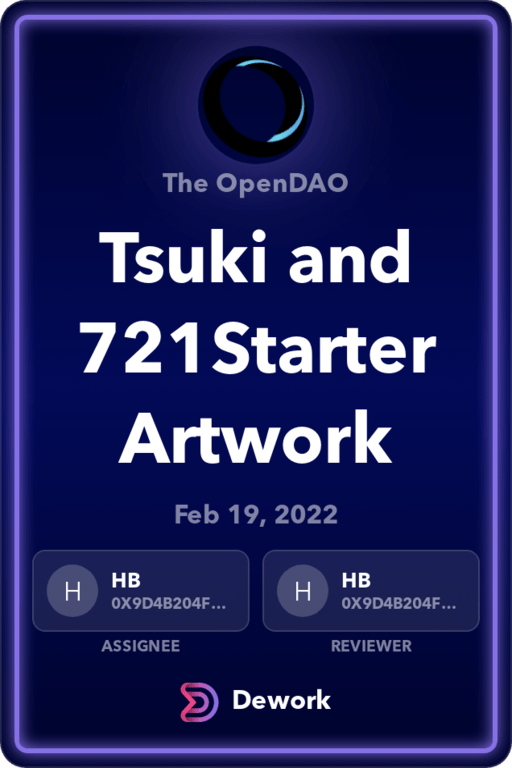 The OpenDAO
Tsuki and
721Starter
Artwork
Feb 19, 2022
H
HB
0X9D4B204F...
ASSIGNEE
H
HB
0X9D4B204F...
REVIEWER
Dework